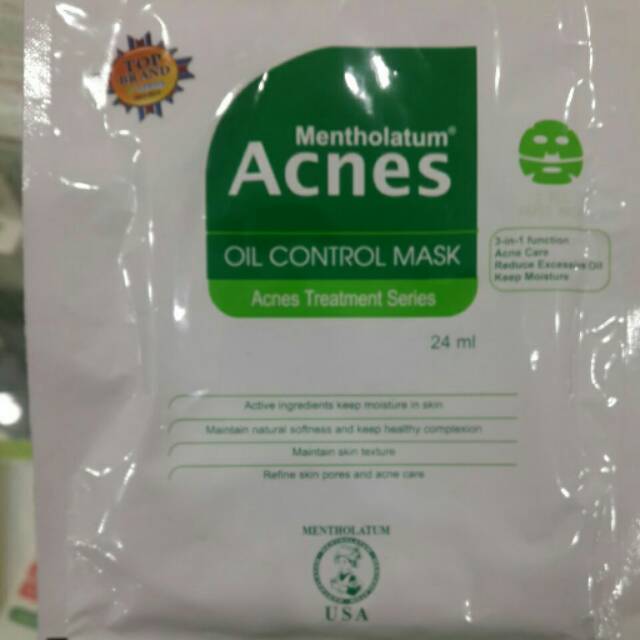 TOP
BRAND
Mentholatum®
Acnes
OIL CONTROL MASK
Acnes Treatment Series
3-in-1 function
Acne Care
Reduce Excessive Oil
Keep Moisture
24 ml
Active ingredients keep moisture in skin
Maintain natural softness and keep healthy complexion
Maintain skin texture
Refine skin pores and acne care
MENTHOLATUM
USA